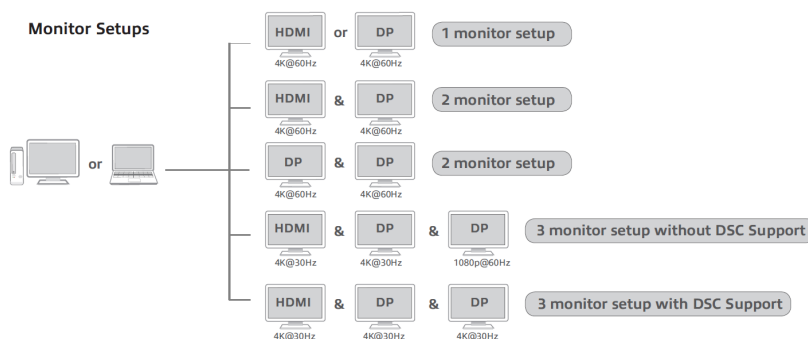 Monitor Setups
HDMI or DP 1 monitor setup
4K@60Hz 4K@60Hz
HDMI & DP 2 monitor setup
4K@60Hz 4K@60Hz
or
DP & DP 2 monitor setup
4K@60Hz 4K@60Hz
HDMI & DP & DP 3 monitor setup without DSC Support
4K@30Hz 4K@30Hz 1080p@60Hz
HDMI & DP & DP 3 monitor setup with DSC Support
4K@30Hz 4K@30Hz 4K@30Hz